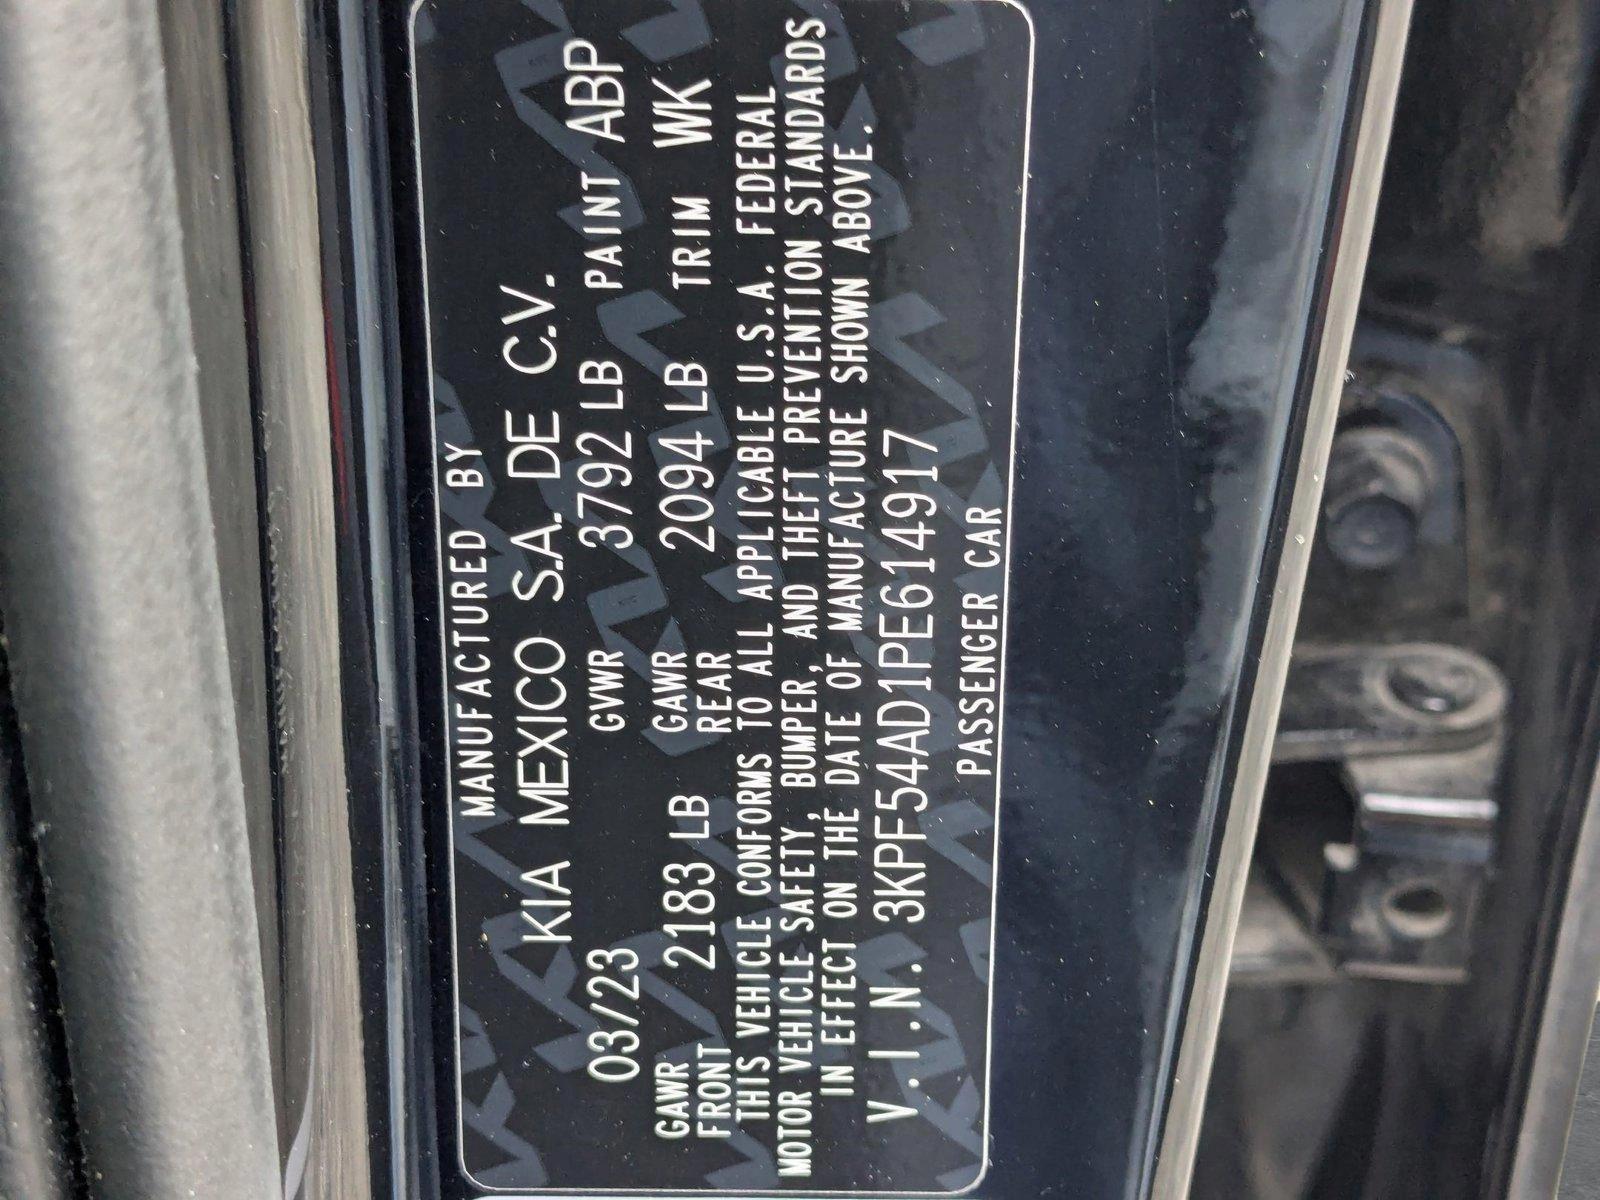 MANUFACTURED BY
KIA MEXICO S.A. DE C.V.
03/23 GVWR 3792 LB PAINT ABP
GAWR FRONT 2183 LB GAWR REAR 2094 LB TRIM WK
THIS VEHICLE CONFORMS TO ALL APPLICABLE U.S.A. FEDERAL
MOTOR VEHICLE SAFETY, BUMPER, AND THEFT PREVENTION STANDARDS
IN EFFECT ON THE DATE OF MANUFACTURE SHOWN ABOVE.
V.I.N. 3KPF54AD1PE614917
PASSENGER CAR